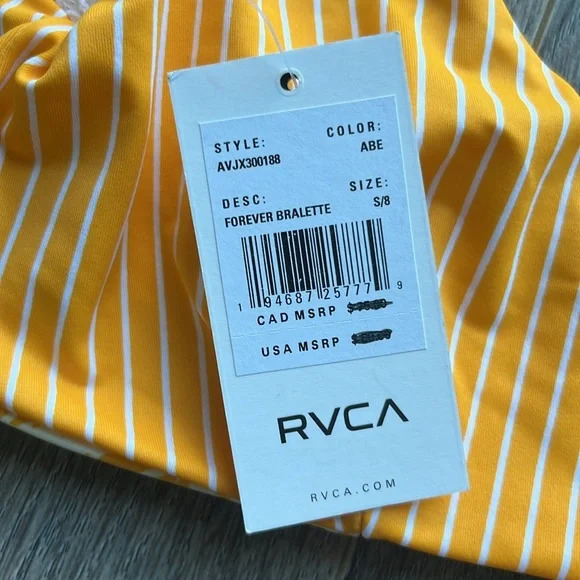 STYLE: COLOR:
AVJX300188 ABE
DESC: SIZE:
FOREVER BRALETTE S/8
1 94687 25777 9
CAD MSRP
USA MSRP
RVCA
RVCA.COM